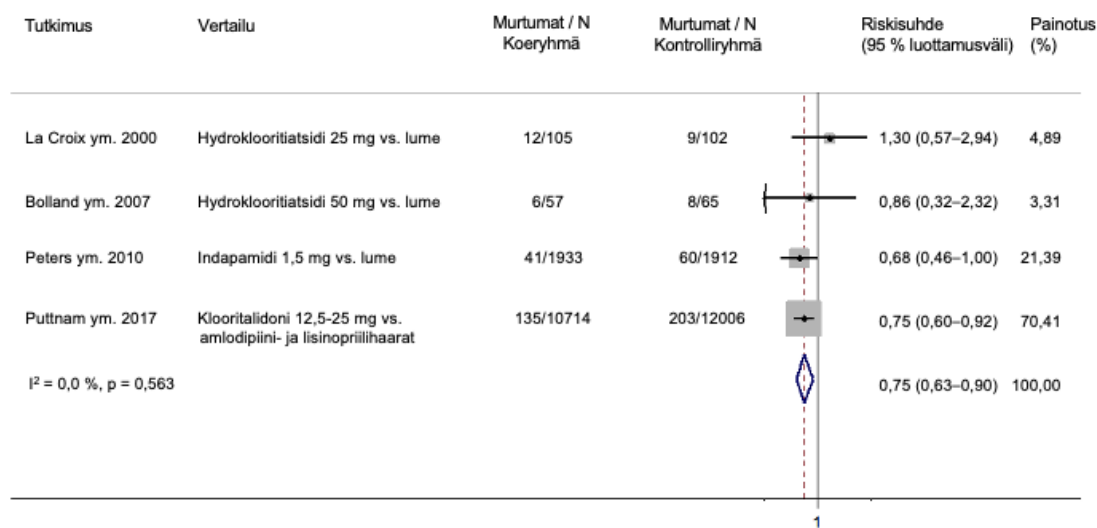 Tutkimus Vertailu Murtumat / N Murtumat / N Riskisuhde Painotus
Koeryhmä Kontrolliryhmä (95 % luottamusväli) (%)
La Croix ym. 2000 Hydroklooritiatsidi 25 mg vs. lume 12/105 9/102 1,30 (0,57–2,94) 4,89
Bolland ym. 2007 Hydroklooritiatsidi 50 mg vs. lume 6/57 8/65 0,86 (0,32–2,32) 3,31
Peters ym. 2010 Indapamidi 1,5 mg vs. lume 41/1933 60/1912 0,68 (0,46–1,00) 21,39
Puttnam ym. 2017 Klooritalidoni 12,5-25 mg vs. 135/10714 203/12006 0,75 (0,60–0,92) 70,41
amlodipiini- ja lisinopriilihaarat
I² = 0,0 %, p = 0,563 0,75 (0,63–0,90) 100,00
1